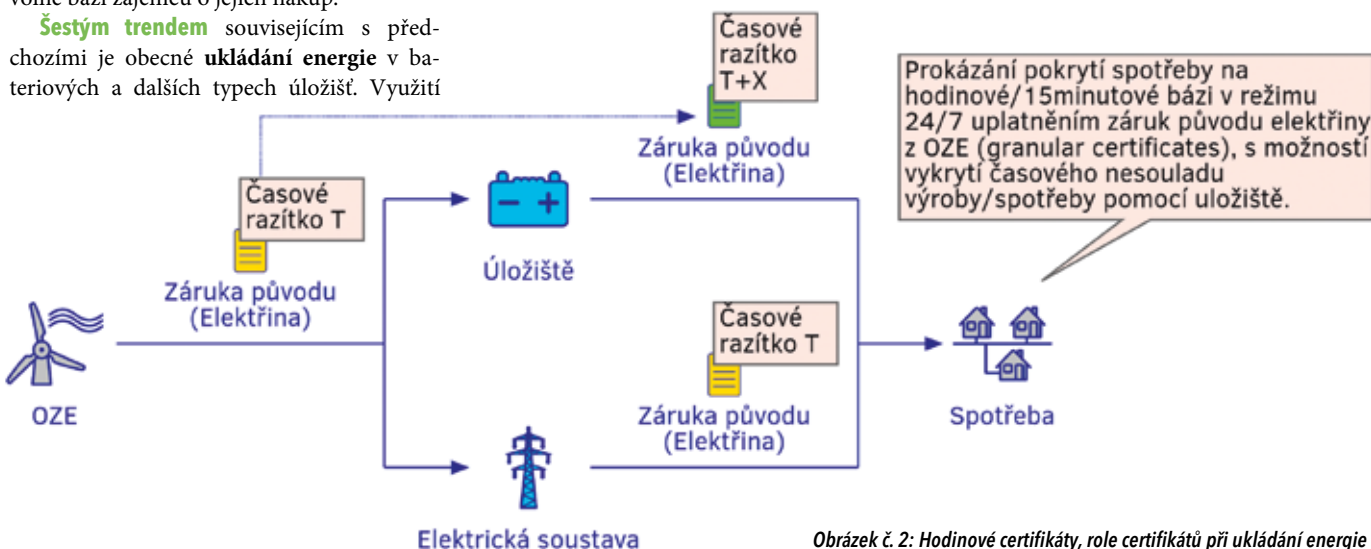 Šestým trendem souvisejícím s před-
chozími je obecné ukládání energie v ba-
teriových a dalších typech úložišť. Využití
Časové
razítko
T+X
Záruka původu
(Elektřina)
Časové
razítko T
Záruka původu
(Elektřina)
Úložiště
Prokázání pokrytí spotřeby na
hodinové/15minutové bázi v režimu
24/7 uplatněním záruk původu elektřiny
z OZE (granular certificates), s možností
vykrytí časového nesouladu
výroby/spotřeby pomocí uložiště.
OZE
Časové
razítko T
Záruka původu
(Elektřina)
Spotřeba
Elektrická soustava
Obrázek č. 2: Hodinové certifikáty, role certifikátů při ukládání energie